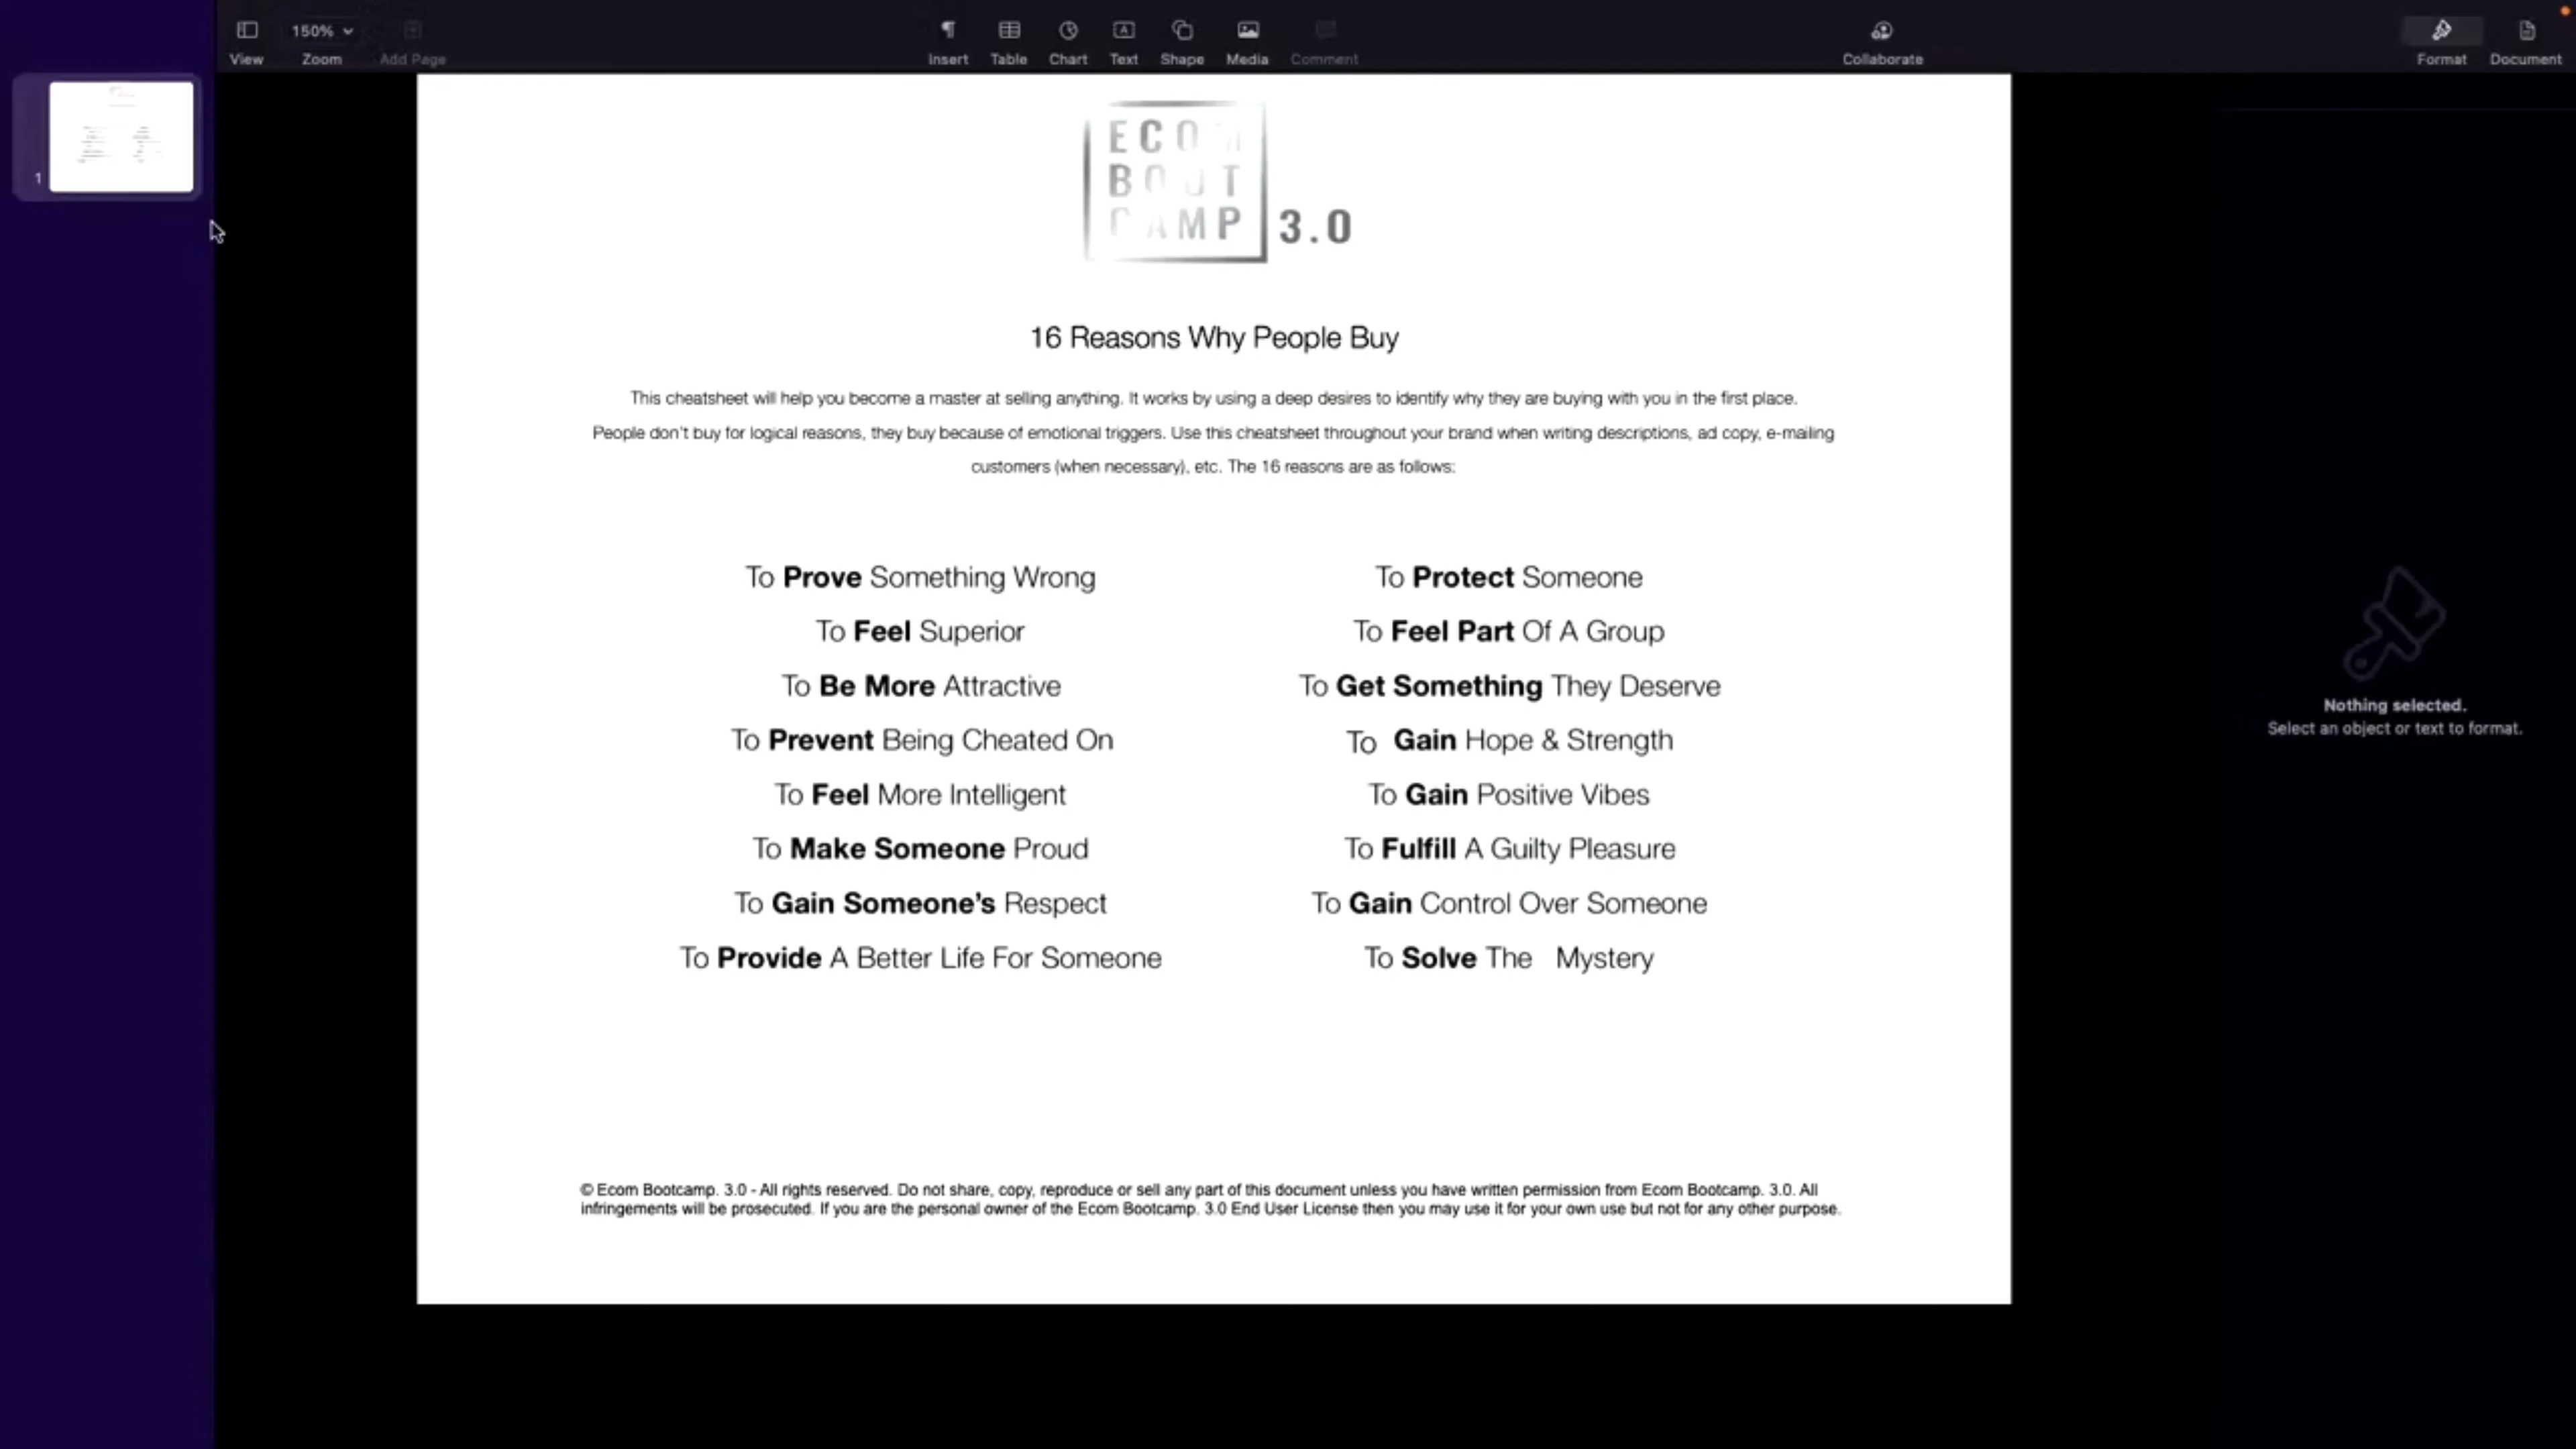 150%
View
Zoom
Add Page
Insert
Table
Chart
Text
Shape
Media
Comment
Collaborate
Format
Document
1
ECOM
BOOT
CAMP 3.0
16 Reasons Why People Buy
This cheatsheet will help you become a master at selling anything. It works by using a deep desires to identify why they are buying with you in the first place.
People don't buy for logical reasons, they buy because of emotional triggers. Use this cheatsheet throughout your brand when writing descriptions, ad copy, e-mailing
customers (when necessary), etc. The 16 reasons are as follows:
To Prove Something Wrong
To Feel Superior
To Be More Attractive
To Prevent Being Cheated On
To Feel More Intelligent
To Make Someone Proud
To Gain Someone's Respect
To Provide A Better Life For Someone
To Protect Someone
To Feel Part Of A Group
To Get Something They Deserve
To Gain Hope & Strength
To Gain Positive Vibes
To Fulfill A Guilty Pleasure
To Gain Control Over Someone
To Solve The Mystery
© Ecom Bootcamp. 3.0 - All rights reserved. Do not share, copy, reproduce or sell any part of this document unless you have written permission from Ecom Bootcamp. 3.0. All
infringements will be prosecuted. If you are the personal owner of the Ecom Bootcamp. 3.0 End User License then you may use it for your own use but not for any other purpose.
Nothing selected.
Select an object or text to format.